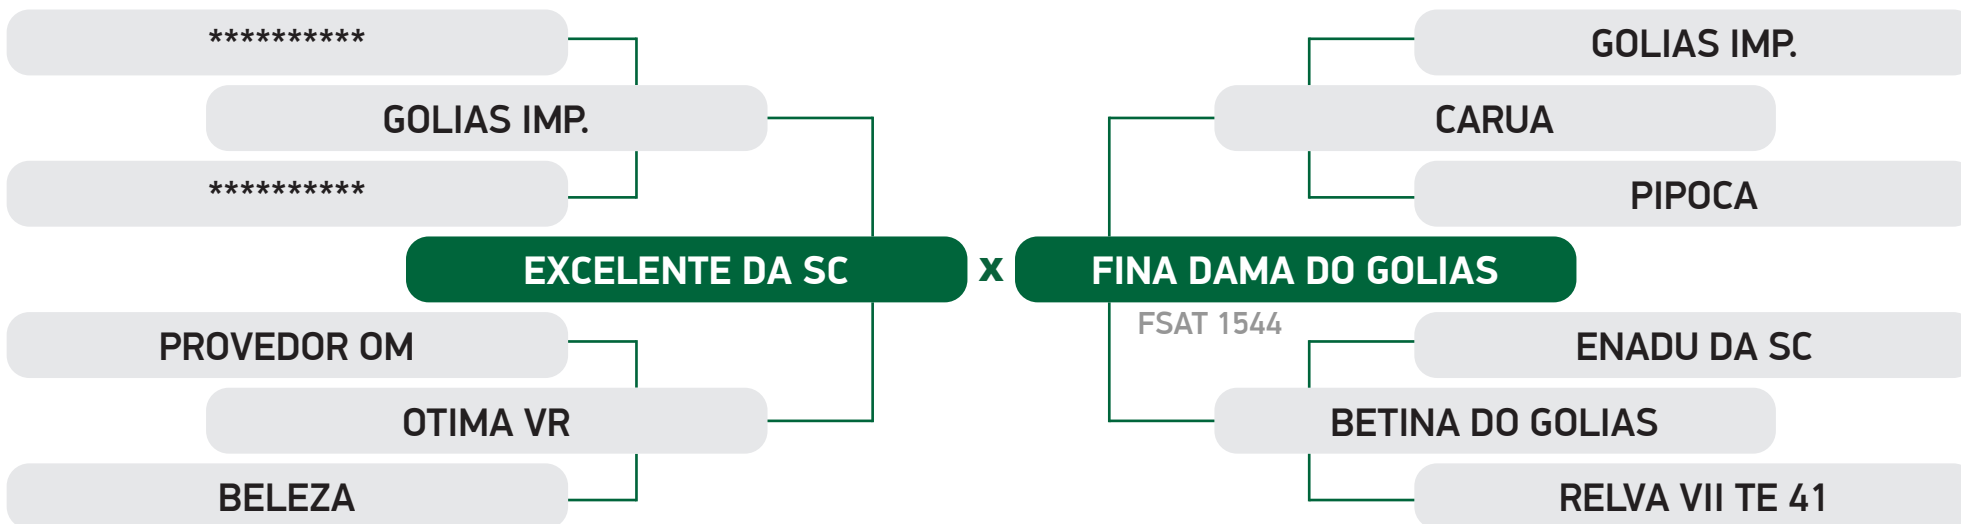 **********
GOLIAS IMP.
GOLIAS IMP.
CARUA
**********
PIPOCA
EXCELENTE DA SC x FINA DAMA DO GOLIAS
FSAT 1544
PROVEDOR OM
ENADU DA SC
OTIMA VR
BETINA DO GOLIAS
BELEZA
RELVA VII TE 41